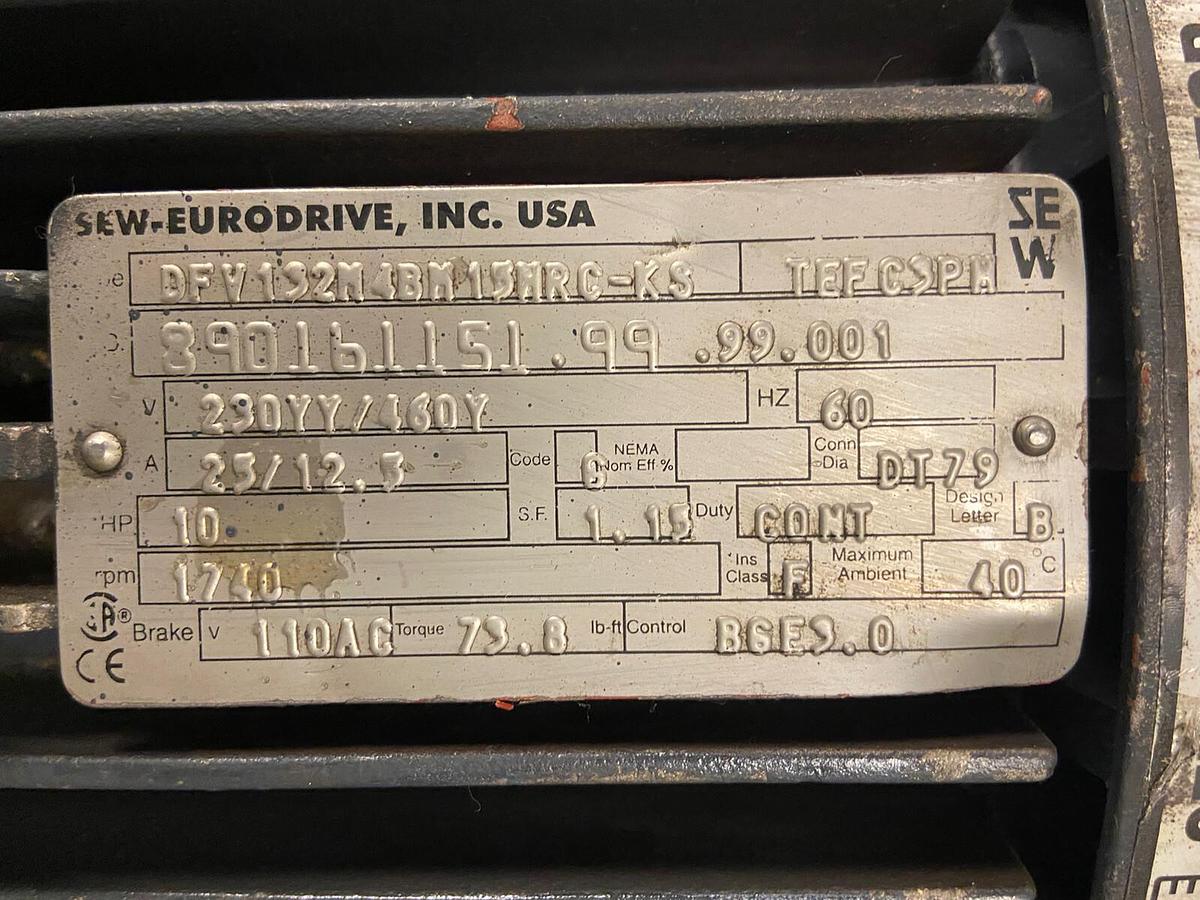 SEW-EURODRIVE, INC. USA
SEW
DFV132M4BM15HRC-KS TEFC3PH
890161151.99 .99.001
V 230YY/460Y HZ 60
A 25/12.5 Code NEMA Nom Eff % Conn Dia DT79
HP 10 S.F. 1.15 Duty CONT Design Letter B
rpm 1740 Ins Class F Maximum Ambient 40 °C
Brake V 110AC Torque 73.8 lb-ft Control BGE3.0
CE